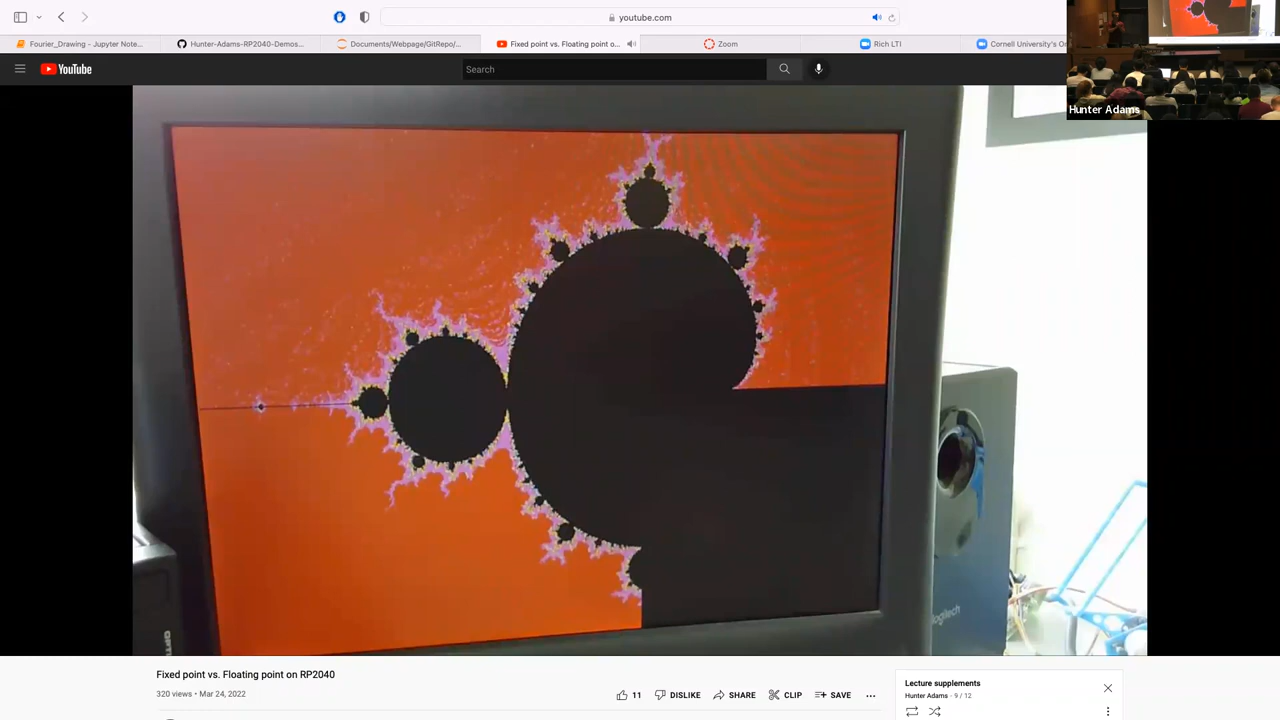 youtube.com
Fourier_Drawing - Jupyter Note...
Hunter-Adams-RP2040-Demos...
Documents/Webpage/GitRepo/...
Fixed point vs. Floating point o...
Zoom
Rich LTI
Cornell University's On
YouTube
Search
Hunter Adams
logitech
OPTI
Fixed point vs. Floating point on RP2040
320 views • Mar 24, 2022
11
DISLIKE
SHARE
CLIP
SAVE
Lecture supplements
Hunter Adams - 9 / 12